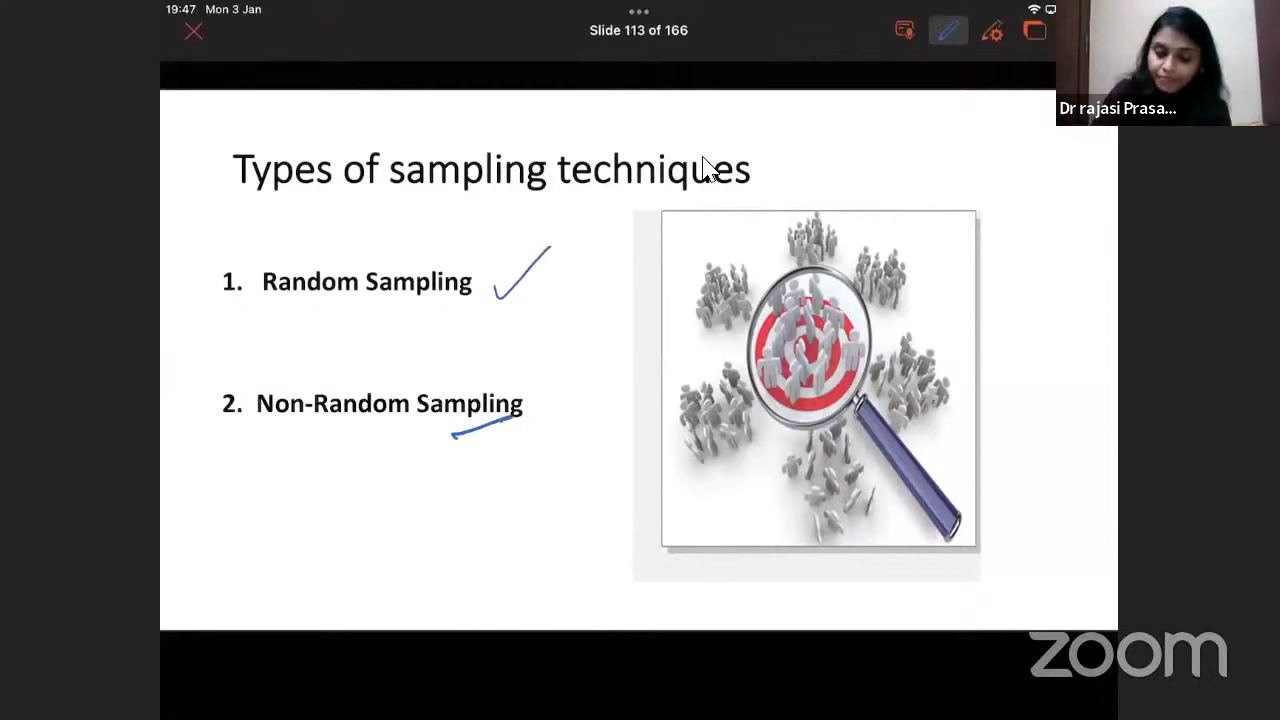 19:47 Mon 3 Jan
Slide 113 of 166
Dr rajasi Prasa...
Types of sampling techniques
1. Random Sampling
2. Non-Random Sampling
zoom